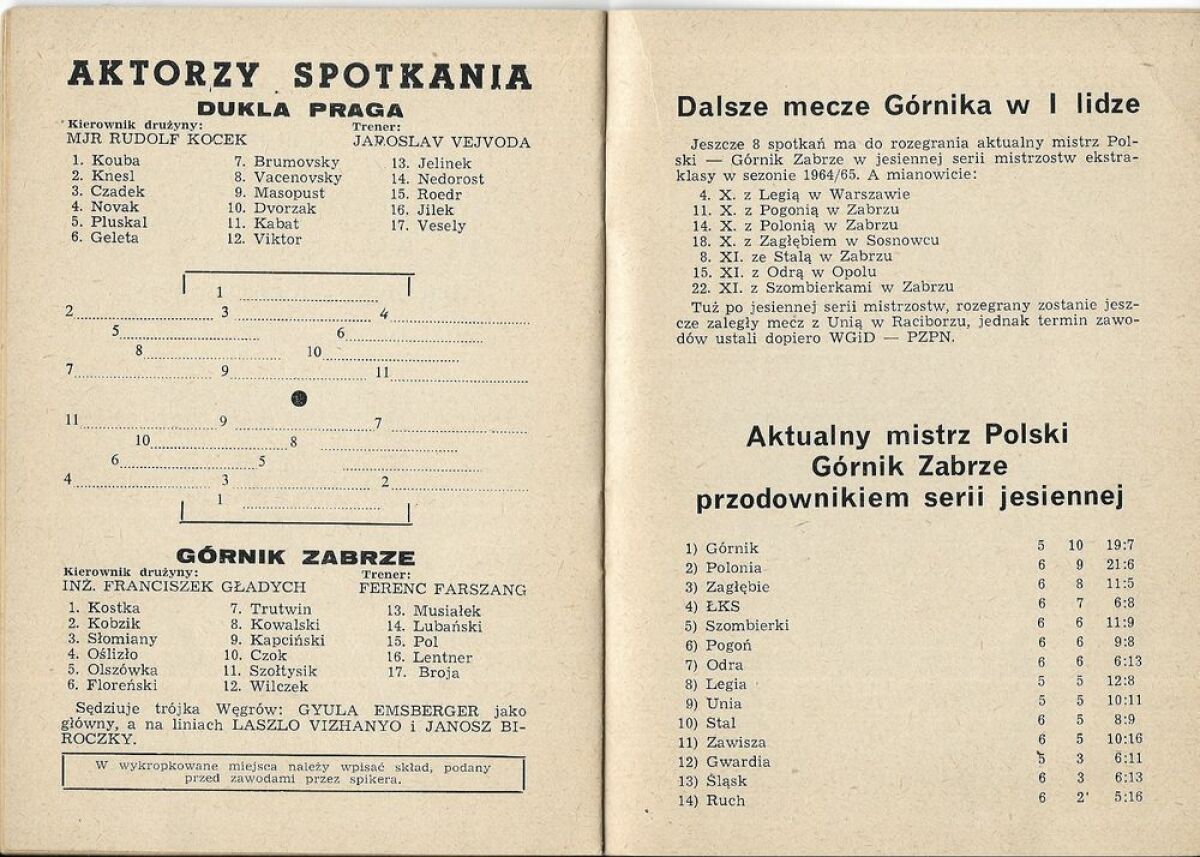 AKTORZY SPOTKANIA
DUKLA PRAGA
Kierownik drużyny:
MJR RUDOLF KOCEK
Trener:
JAROSLAV VEJVODA
1. Kouba
2. Knesl
3. Czadek
4. Novak
5. Pluskal
6. Geleta
7. Brumovsky
8. Vacenovsky
9. Masopust
10. Dvorzak
11. Kabat
12. Viktor
13. Jelinek
14. Nedorost
15. Roedr
16. Jilek
17. Vesely
1
2 3 4
5 6
8 10
7 9 11
11 9 7
10 8
6 5
4 3 2
1
GÓRNIK ZABRZE
Kierownik drużyny:
INŻ. FRANCISZEK GŁADYCH
Trener:
FERENC FARSZANG
1. Kostka
2. Kobzik
3. Słomiany
4. Oślizło
5. Olszówka
6. Floreński
7. Trutwin
8. Kowalski
9. Kapciński
10. Czok
11. Szołtysik
12. Wilczek
13. Musiałek
14. Lubański
15. Pol
16. Lentner
17. Broja
Sędziuje trójka Węgrów: GYULA EMSBERGER jako
główny, a na liniach LASZLO VIZHANYO i JANOSZ BI-
ROCZKY.
W wykropkowane miejsca należy wpisać skład, podany
przed zawodami przez spikera.
Dalsze mecze Górnika w I lidze
Jeszcze 8 spotkań ma do rozegrania aktualny mistrz Pol-
ski — Górnik Zabrze w jesiennej serii mistrzostw ekstra-
klasy w sezonie 1964/65. A mianowicie:
4. X. z Legią w Warszawie
11. X. z Pogonią w Zabrzu
14. X. z Polonią w Zabrzu
18. X. z Zagłębiem w Sosnowcu
8. XI. ze Stalą w Zabrzu
15. XI. z Odrą w Opolu
22. XI. z Szombierkami w Zabrzu
Tuż po jesiennej serii mistrzostw, rozegrany zostanie jesz-
cze zaległy mecz z Unią w Raciborzu, jednak termin zawo-
dów ustali dopiero WGiD — PZPN.
Aktualny mistrz Polski
Górnik Zabrze
przodownikiem serii jesiennej
1) Górnik 5 10 19:7
2) Polonia 6 9 21:6
3) Zagłębie 6 8 11:5
4) ŁKS 6 7 6:8
5) Szombierki 6 6 11:9
6) Pogoń 6 6 9:8
7) Odra 6 6 6:13
8) Legia 5 5 12:8
9) Unia 5 5 10:11
10) Stal 6 5 8:9
11) Zawisza 6 5 10:16
12) Gwardia 5 3 6:11
13) Śląsk 6 3 6:13
14) Ruch 6 2 5:16